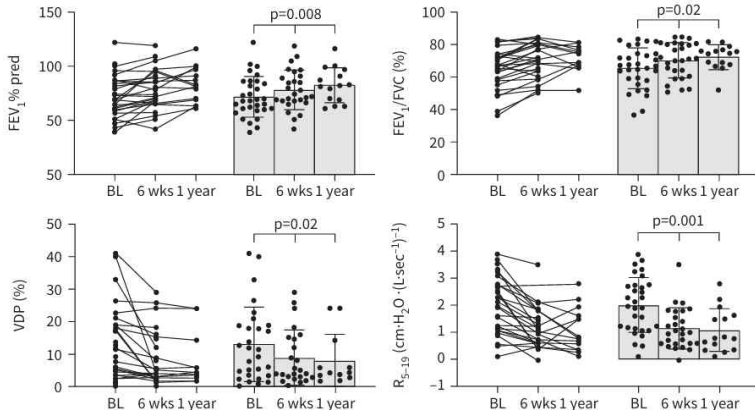 p=0.008
150
100
75
50
50
FEV₁% pred
BL 6 wks 1 year BL 6 wks 1 year
p=0.02
100
80
60
40
20
0
FEV₁/FVC (%)
BL 6 wks 1 year BL 6 wks 1 year
p=0.02
50
40
30
20
10
0
VDP (%)
BL 6 wks 1 year BL 6 wks 1 year
p=0.001
5
4
3
2
1
0
−1
R₅₋₁₉ (cm·H₂O·(L·sec⁻¹)⁻¹)
BL 6 wks 1 year BL 6 wks 1 year